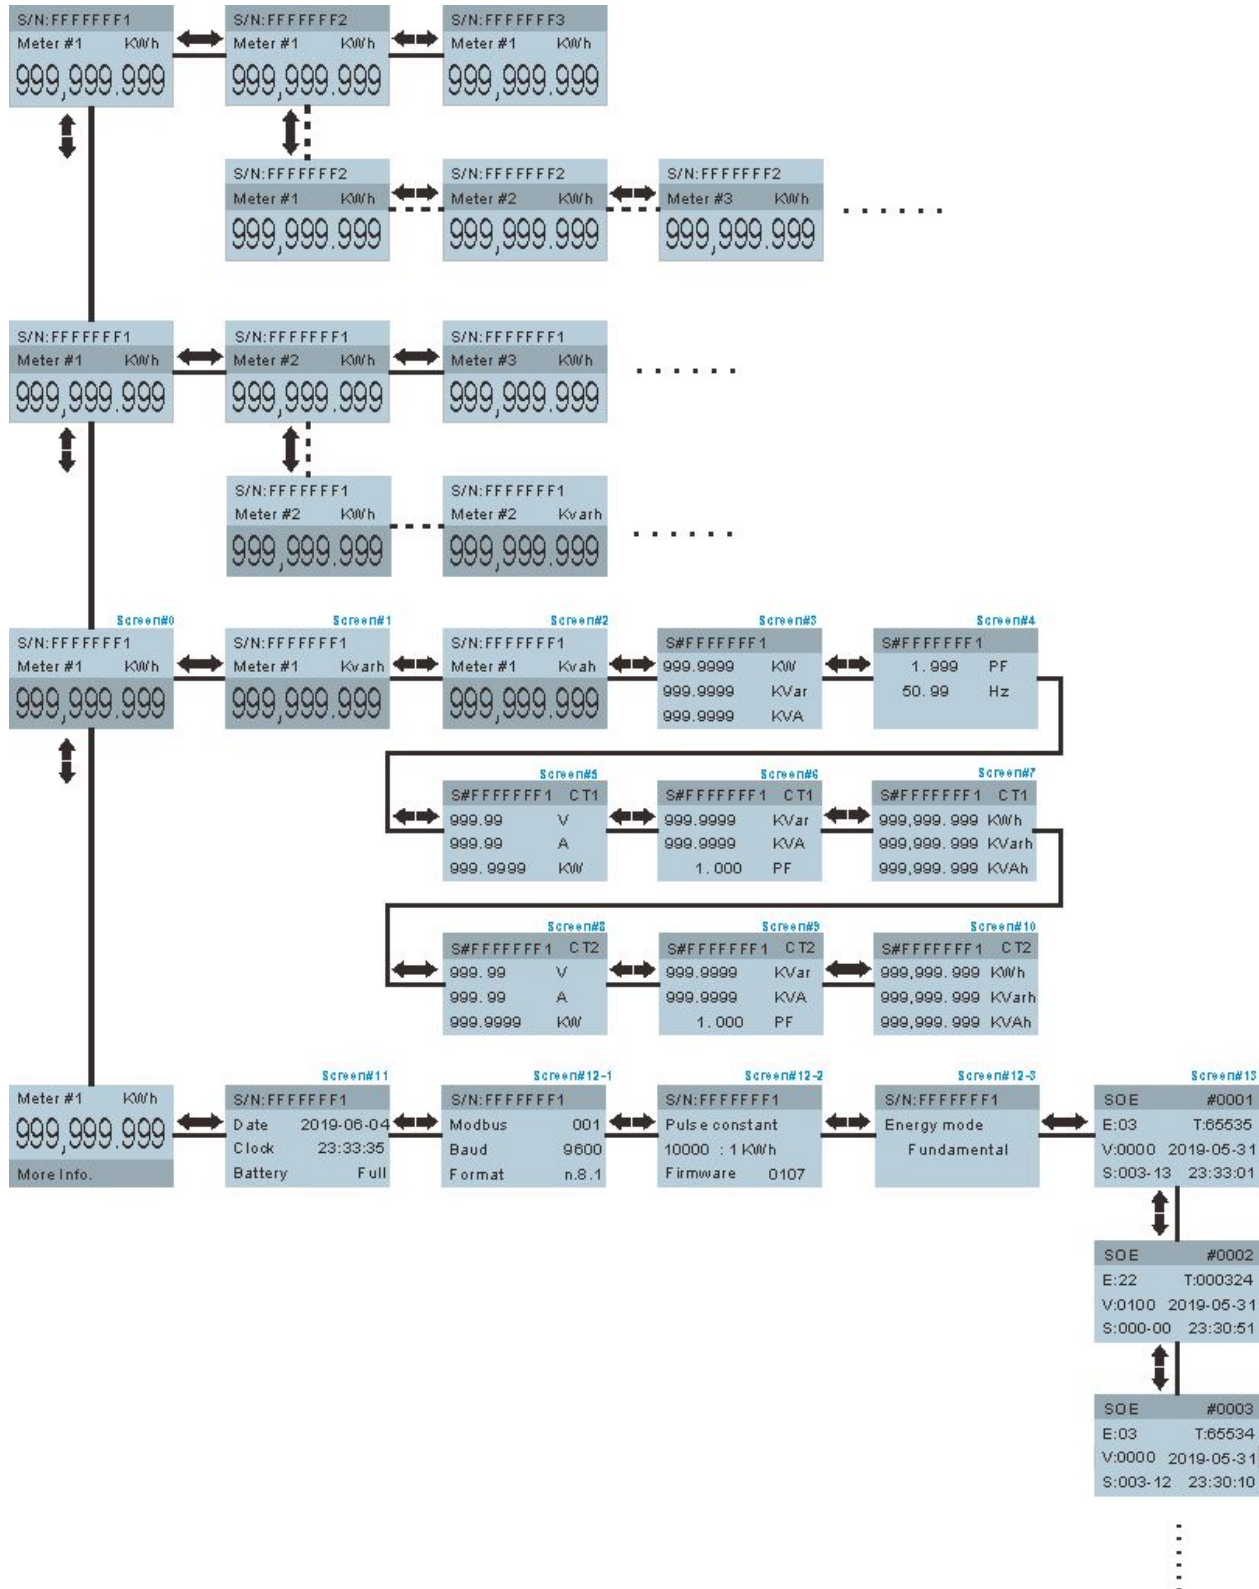 S/N:FFFFFFF1
Meter #1 KWh
999,999.999
S/N:FFFFFFF2
Meter #1 KWh
999,999.999
S/N:FFFFFFF3
Meter #1 KWh
999,999.999
S/N:FFFFFFF2
Meter #1 KWh
999,999.999
S/N:FFFFFFF2
Meter #2 KWh
999,999.999
S/N:FFFFFFF2
Meter #3 KWh
999,999.999
S/N:FFFFFFF1
Meter #1 KWh
999,999.999
S/N:FFFFFFF1
Meter #2 KWh
999,999.999
S/N:FFFFFFF1
Meter #3 KWh
999,999.999
S/N:FFFFFFF1
Meter #2 KWh
999,999.999
S/N:FFFFFFF1
Meter #2 Kvarh
999,999.999
Screen#0
S/N:FFFFFFF1
Meter #1 KWh
999,999.999
Screen#1
S/N:FFFFFFF1
Meter #1 Kvarh
999,999.999
Screen#2
S/N:FFFFFFF1
Meter #1 Kvah
999,999.999
Screen#3
S#FFFFFFF1
999.9999 KW
999.9999 KVar
999.9999 KVA
Screen#4
S#FFFFFFF1
1.999 PF
50.99 Hz
Screen#5
S#FFFFFFF1 CT1
999.99 V
999.99 A
999.9999 KW
Screen#6
S#FFFFFFF1 CT1
999.9999 KVar
999.9999 KVA
1.000 PF
Screen#7
S#FFFFFFF1 CT1
999,999.999 KWh
999,999.999 KVarh
999,999.999 KVAh
Screen#8
S#FFFFFFF1 CT2
999.99 V
999.99 A
999.9999 KW
Screen#9
S#FFFFFFF1 CT2
999.9999 KVar
999.9999 KVA
1.000 PF
Screen#10
S#FFFFFFF1 CT2
999,999.999 KWh
999,999.999 KVarh
999,999.999 KVAh
Meter #1 KWh
999,999.999
More Info.
Screen#11
S/N:FFFFFFF1
Date 2019-06-04
Clock 23:33:35
Battery Full
Screen#12-1
S/N:FFFFFFF1
Modbus 001
Baud 9600
Format n.8.1
Screen#12-2
S/N:FFFFFFF1
Pulse constant
10000 : 1 KWh
Firmware 0107
Screen#12-3
S/N:FFFFFFF1
Energy mode
Fundamental
Screen#13
SOE #0001
E:03 T:65535
V:0000 2019-05-31
S:003-13 23:33:01
SOE #0002
E:22 T:000324
V:0100 2019-05-31
S:000-00 23:30:51
SOE #0003
E:03 T:65534
V:0000 2019-05-31
S:003-12 23:30:10